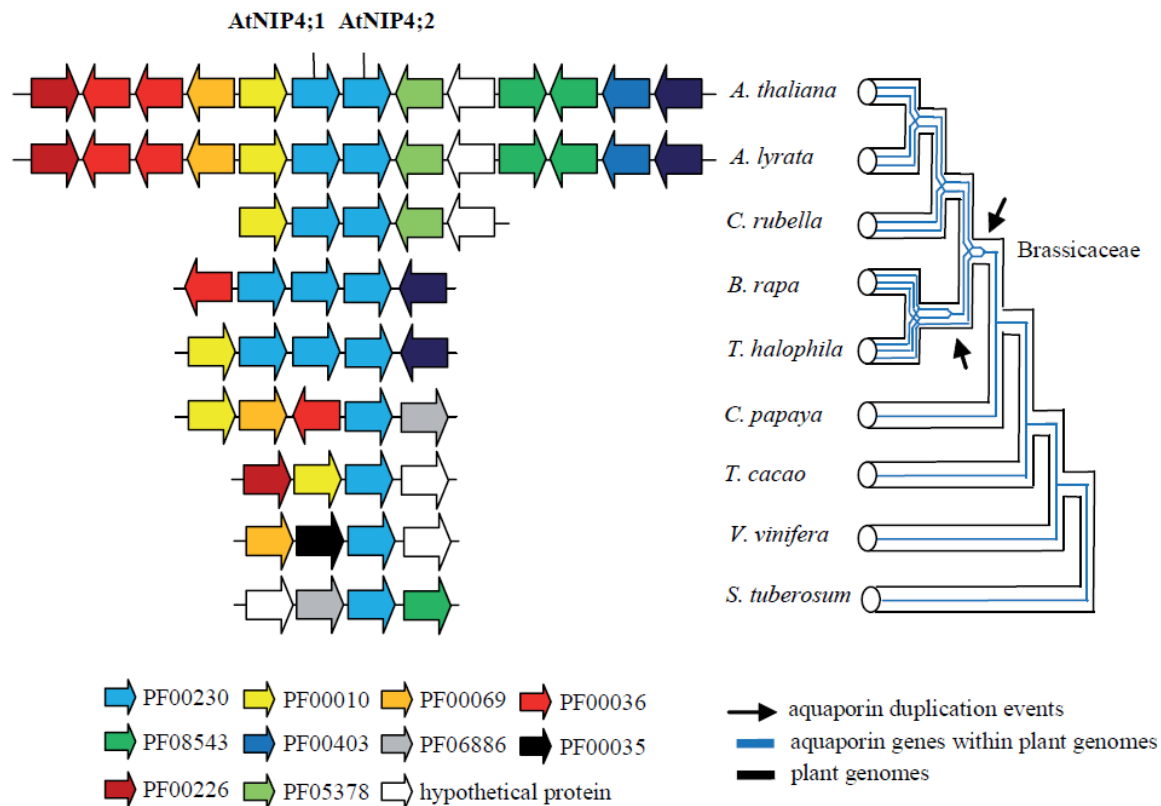 AtNIP4;1 AtNIP4;2
A. thaliana
A. lyrata
C. rubella
Brassicaceae
B. rapa
T. halophila
C. papaya
T. cacao
V. vinifera
S. tuberosum
PF00230 PF00010 PF00069 PF00036
PF08543 PF00403 PF06886 PF00035
PF00226 PF05378 hypothetical protein
aquaporin duplication events
aquaporin genes within plant genomes
plant genomes